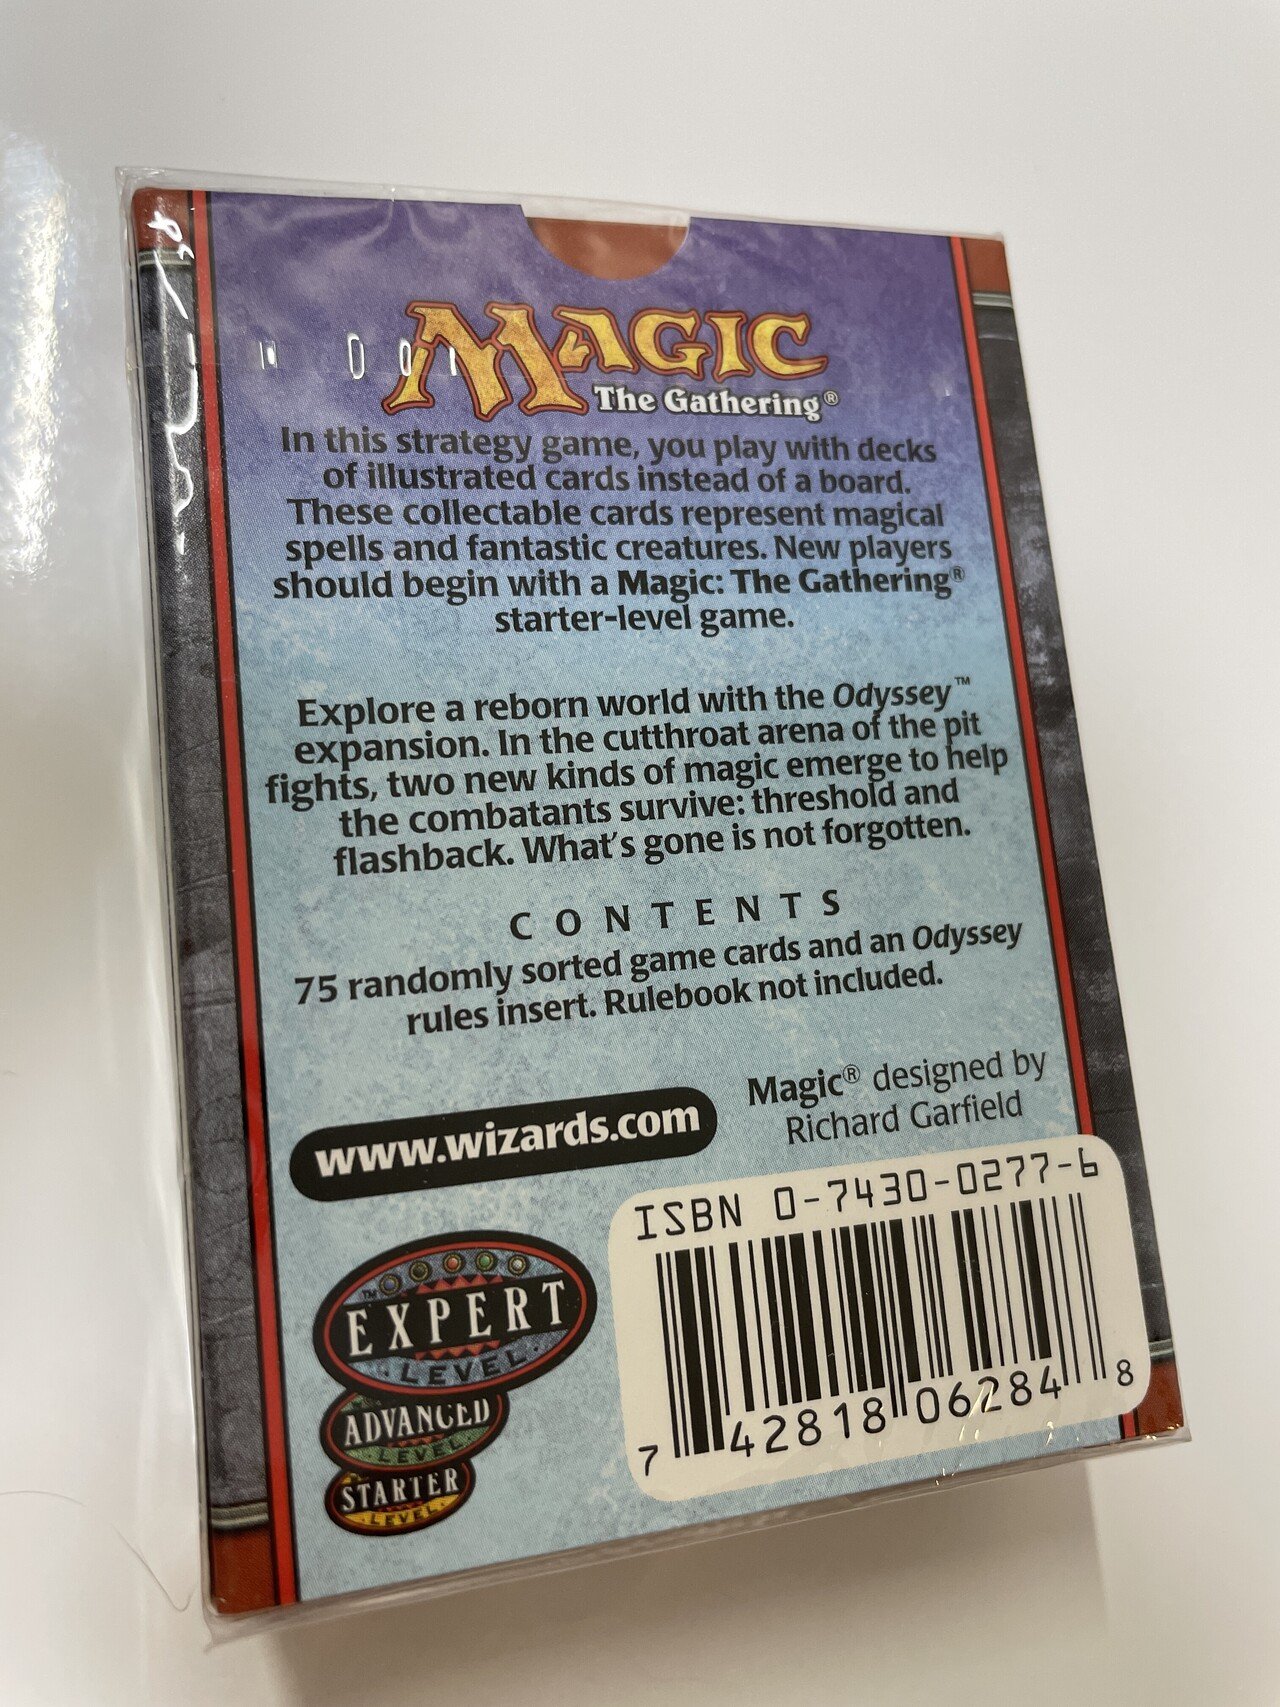 MAGIC
The Gathering®
In this strategy game, you play with decks
of illustrated cards instead of a board.
These collectable cards represent magical
spells and fantastic creatures. New players
should begin with a Magic: The Gathering®
starter-level game.
Explore a reborn world with the Odyssey™
expansion. In the cutthroat arena of the pit
fights, two new kinds of magic emerge to help
the combatants survive: threshold and
flashback. What's gone is not forgotten.
CONTENTS
75 randomly sorted game cards and an Odyssey
rules insert. Rulebook not included.
Magic® designed by
Richard Garfield
www.wizards.com
ISBN 0-7430-0277-6
7 42818 06284 8
™
EXPERT
LEVEL
ADVANCED
LEVEL
STARTER
LEVEL